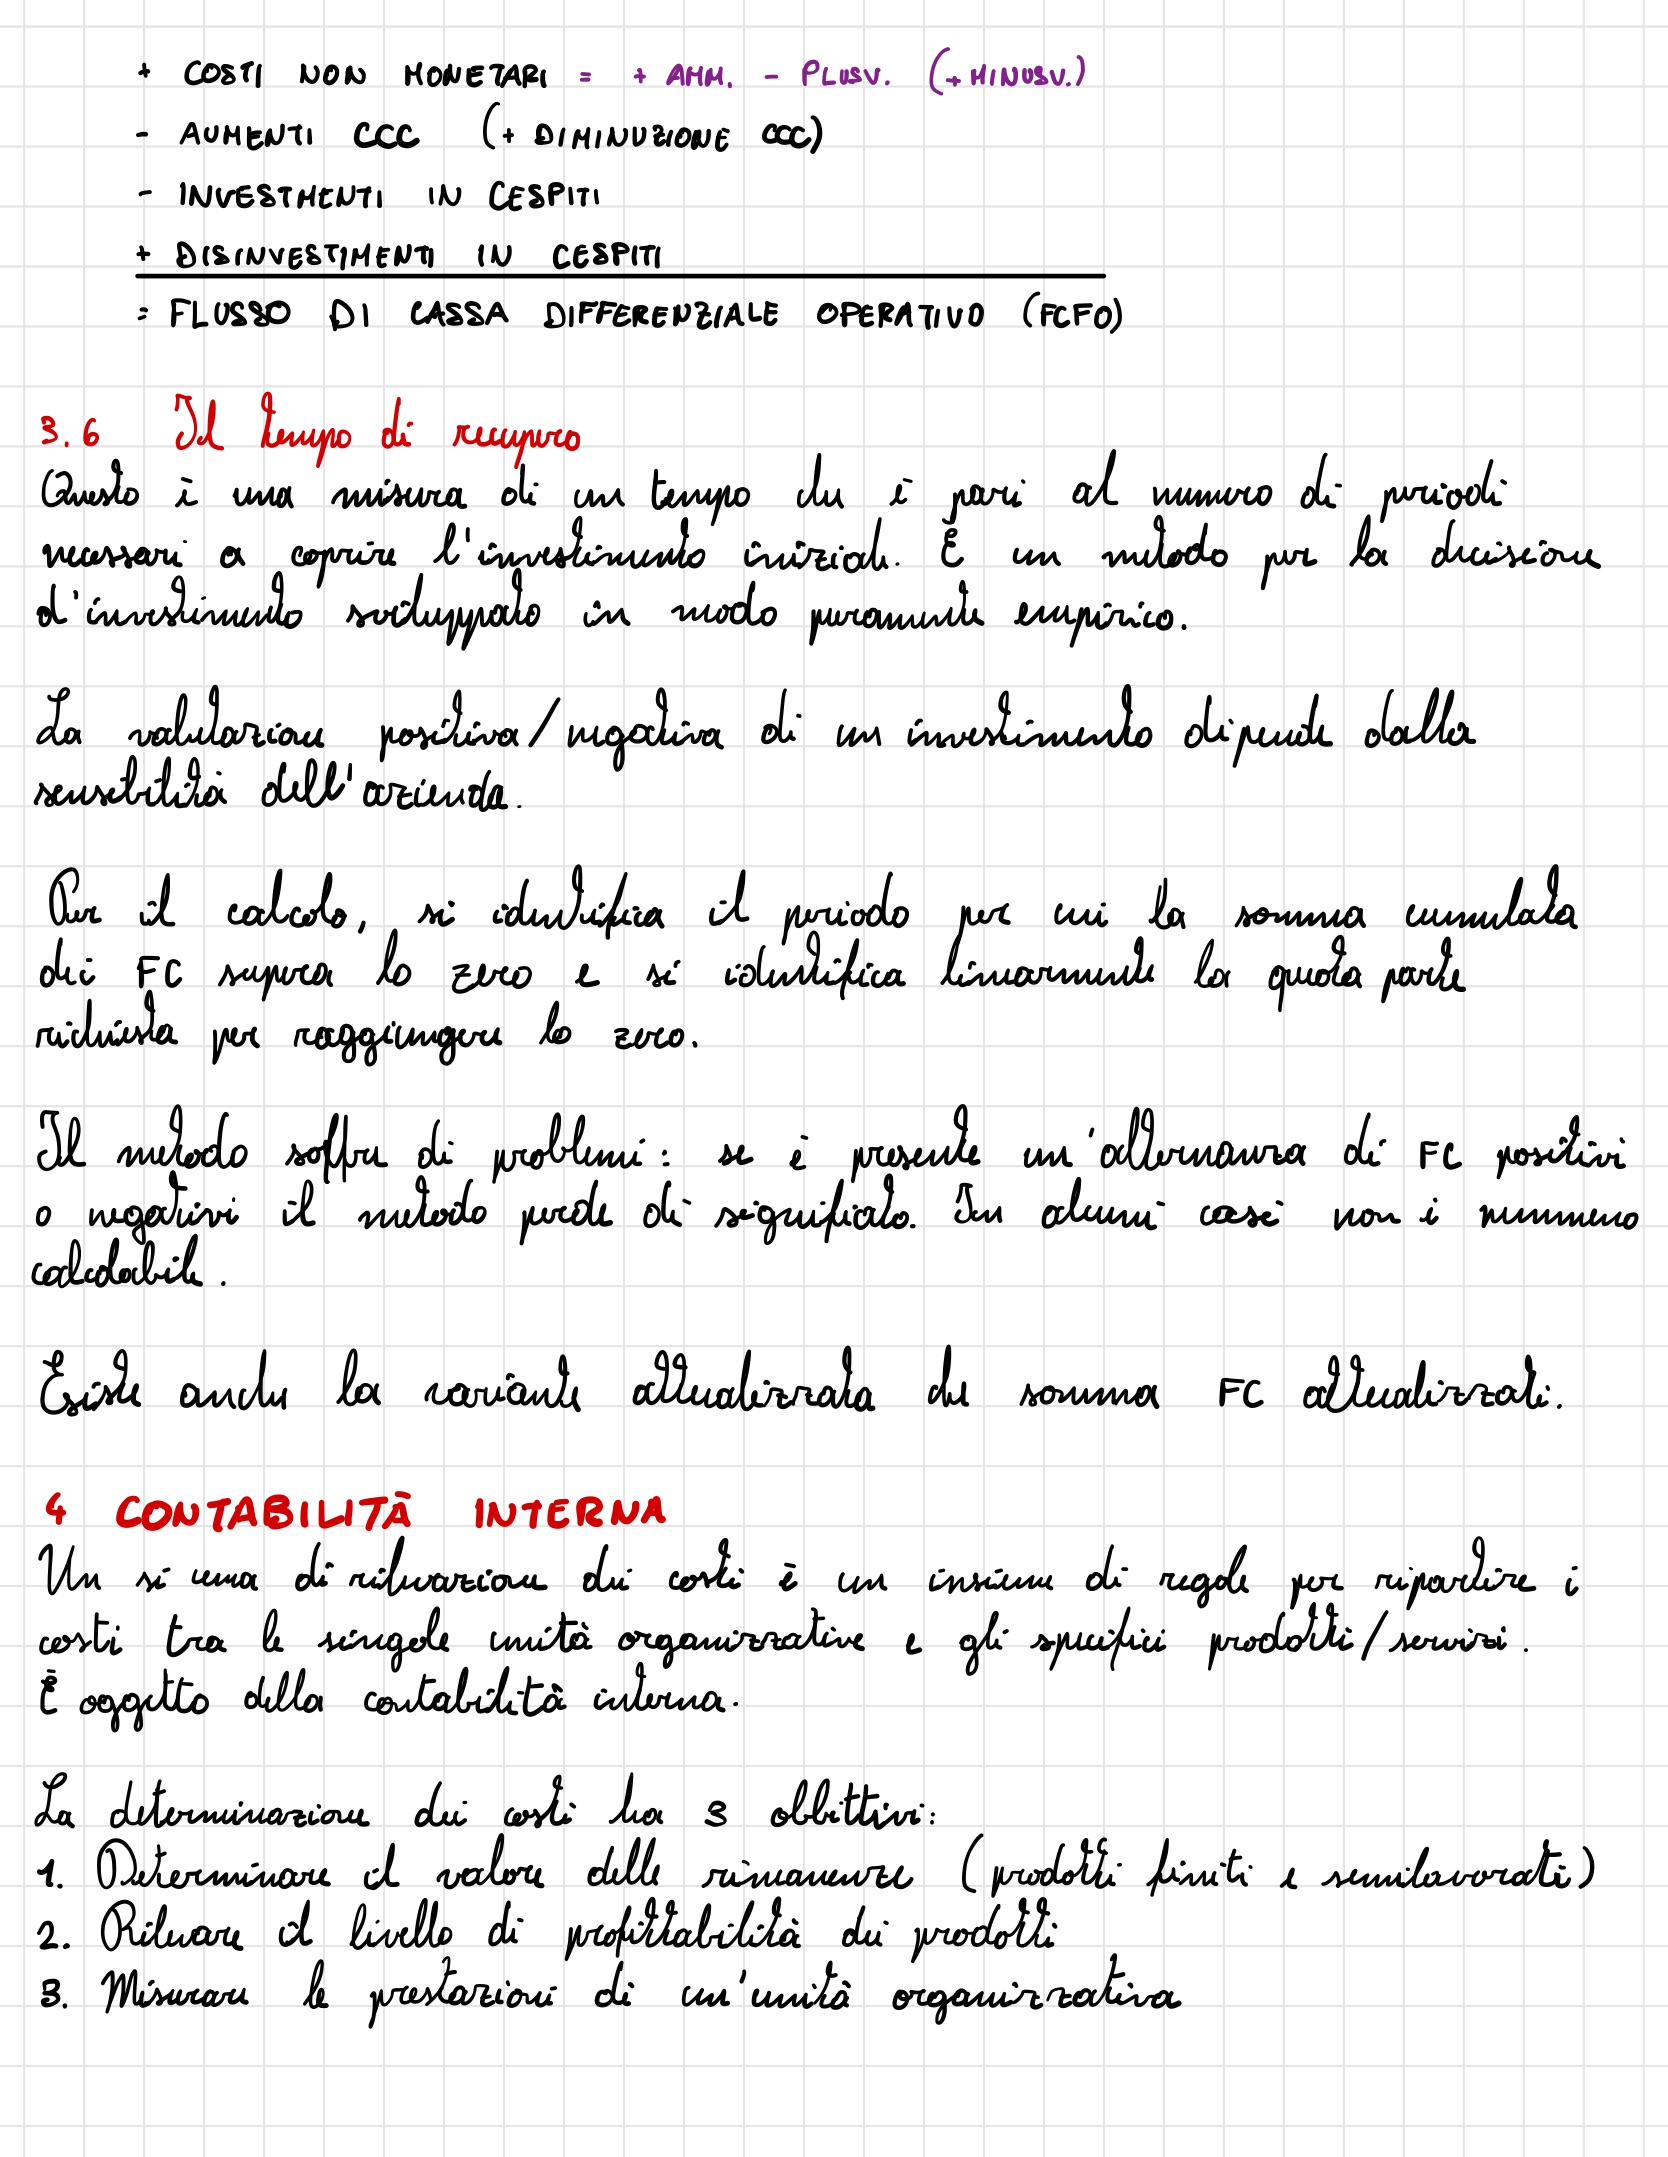 + COSTI NON MONETARI = + AMM. - PLUSV. (+ MINUSV.)
- AUMENTI CCC (+ DIMINUZIONE CCC)
- INVESTMENTI IN CESPITI
+ DISINVESTIMENTI IN CESPITI
= FLUSSO DI CASSA DIFFERENZIALE OPERATIVO (FCFO)
3.6 Il tempo di recupero
Questo è una misura di un tempo che è pari al numero di periodi
necessari a coprire l'investimento iniziale. È un metodo per la decisione
d'investimento sviluppato in modo puramente empirico.
La valutazione positiva/negativa di un investimento dipende dalla
sensibilità dell'azienda.
Per il calcolo, si identifica il periodo per cui la somma cumulata
dei FC supera lo zero e si identifica linearmente la quota parte
richiesta per raggiungere lo zero.
Il metodo soffre di problemi: se è presente un'alternanza di FC positivi
o negativi il metodo perde di significato. In alcuni casi non è nemmeno
calcolabile.
Esiste anche la variante attualizzata che somma FC attualizzati.
4 CONTABILITÀ INTERNA
Un si ema di rilevazione dei costi è un insieme di regole per ripartire i
costi tra le singole unità organizzative e gli specifici prodotti/servizi.
È oggetto della contabilità interna.
La determinazione dei costi ha 3 obbittivi:
1. Determinare il valore delle rimanenze (prodotti finiti e semilavorati)
2. Rilevare il livello di profittabilità dei prodotti
3. Misurare le prestazioni di un'unità organizzativa